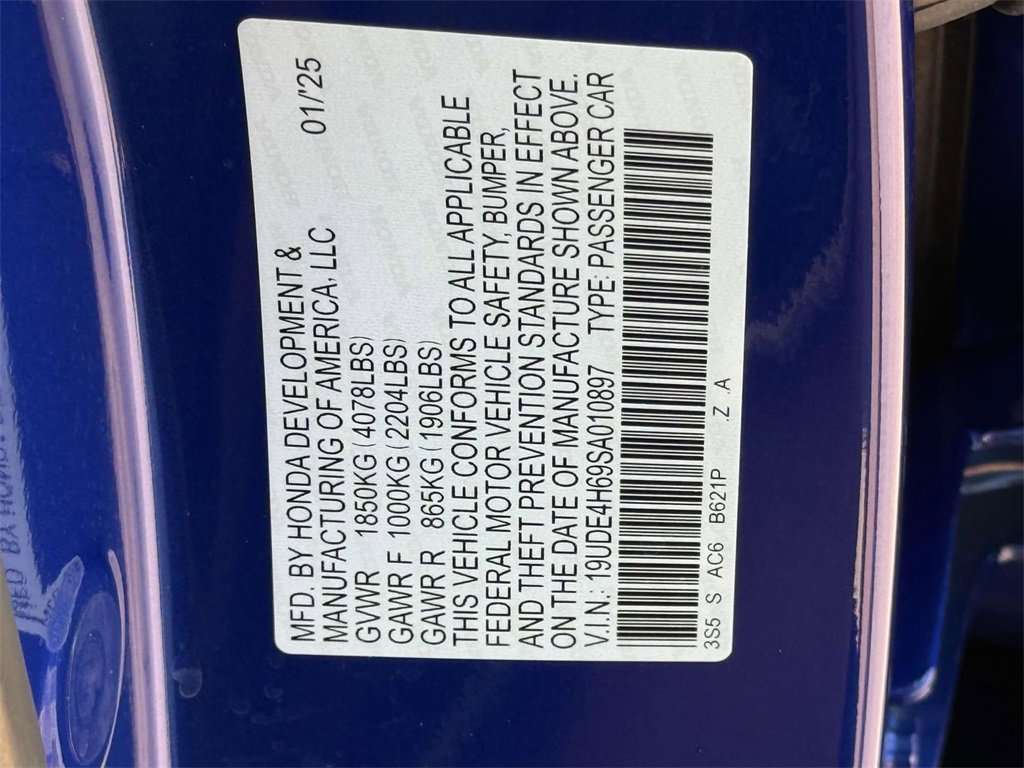 MFD. BY HONDA DEVELOPMENT &
MANUFACTURING OF AMERICA, LLC 01/'25
GVWR 1850KG (4078LBS)
GAWR F 1000KG (2204LBS)
GAWR R 865KG (1906LBS)
THIS VEHICLE CONFORMS TO ALL APPLICABLE
FEDERAL MOTOR VEHICLE SAFETY, BUMPER,
AND THEFT PREVENTION STANDARDS IN EFFECT
ON THE DATE OF MANUFACTURE SHOWN ABOVE.
V.I.N.: 19UDE4H69SA010897 TYPE: PASSENGER CAR
3S5 S AC6 B621P .Z .A